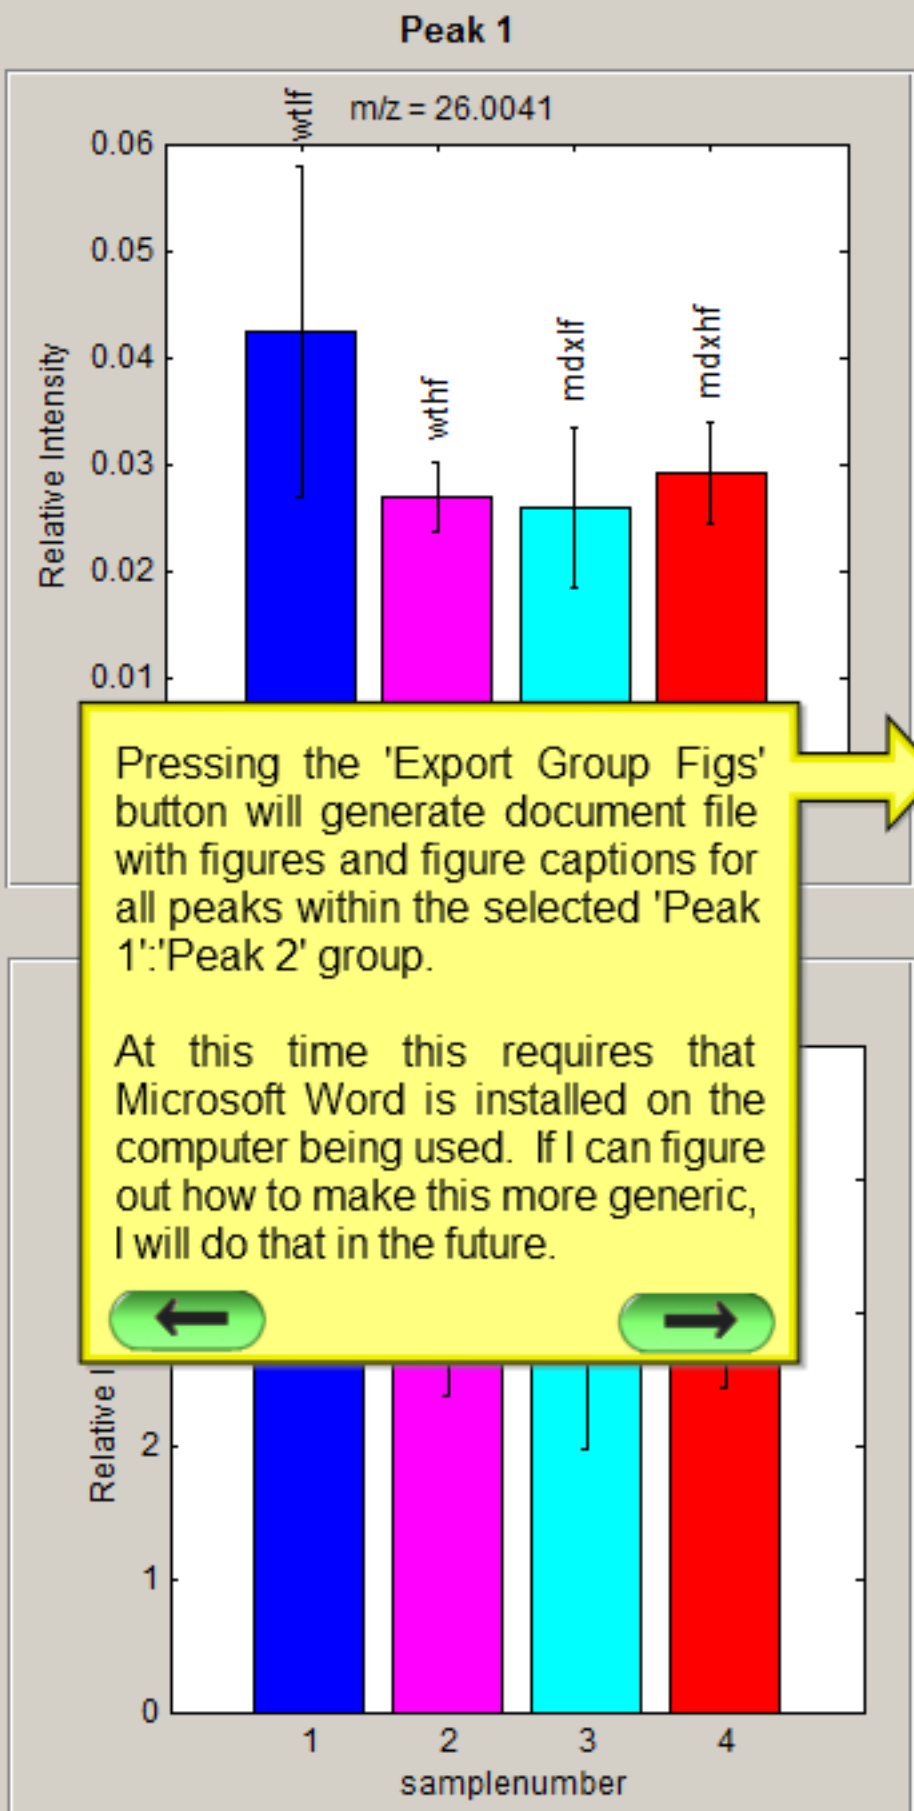 Peak 1
m/z = 26.0041
wtlf
wthf
mdxlf
mdxhf
0.06
0.05
0.04
0.03
0.02
0.01
Relative Intensity
Pressing the 'Export Group Figs'
button will generate document file
with figures and figure captions for
all peaks within the selected 'Peak
1':'Peak 2' group.
At this time this requires that
Microsoft Word is installed on the
computer being used. If I can figure
out how to make this more generic,
I will do that in the future.
Relative
2
1
0
1 2 3 4
samplenumber